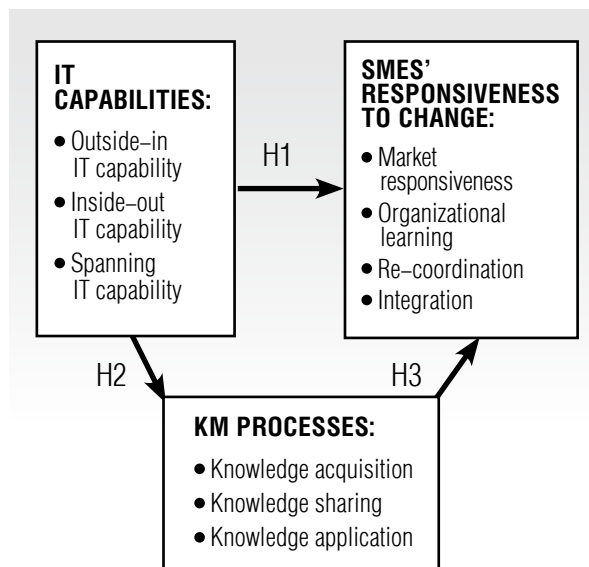 IT
CAPABILITIES:
● Outside–in
IT capability
● Inside–out
IT capability
● Spanning
IT capability
H1
SMES'
RESPONSIVENESS
TO CHANGE:
● Market
responsiveness
● Organizational
learning
● Re–coordination
● Integration
H2
H3
KM PROCESSES:
● Knowledge acquisition
● Knowledge sharing
● Knowledge application